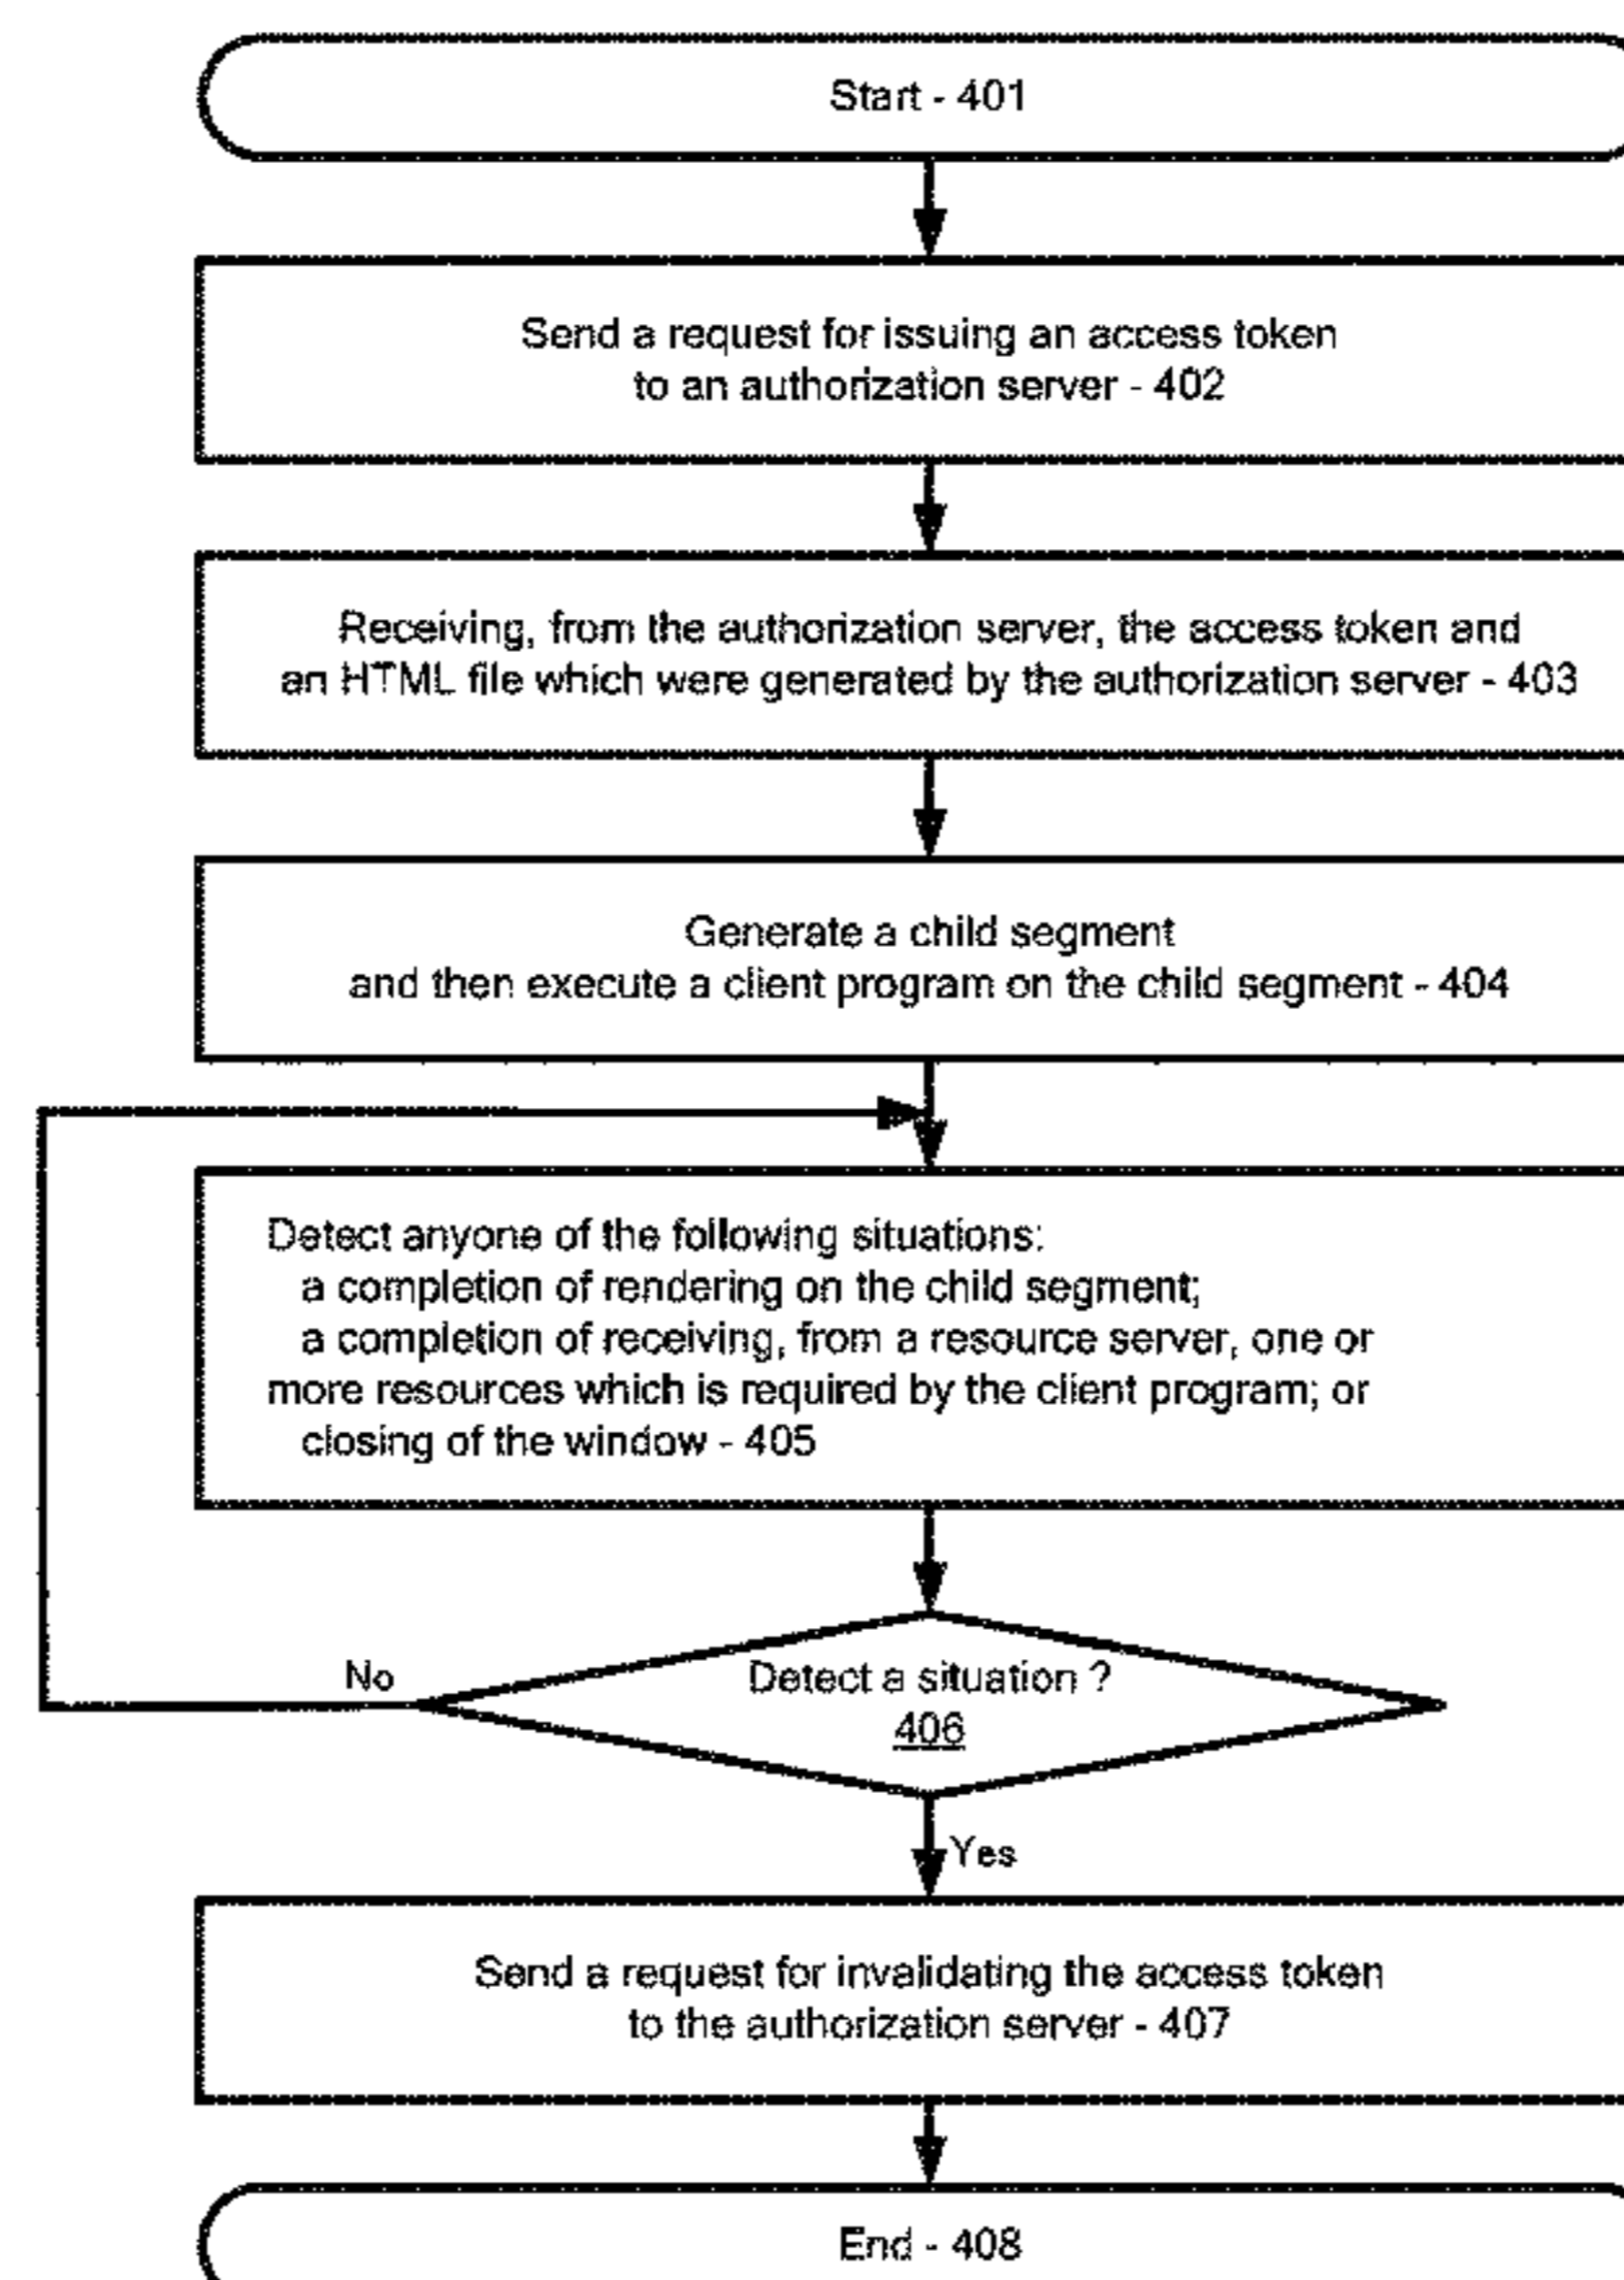 Start - 401
Send a request for issuing an access token
to an authorization server - 402
Receiving, from the authorization server, the access token and
an HTML file which were generated by the authorization server - 403
Generate a child segment
and then execute a client program on the child segment - 404
Detect anyone of the following situations:
a completion of rendering on the child segment;
a completion of receiving, from a resource server, one or
more resources which is required by the client program; or
closing of the window - 405
No
Detect a situation ?
406
Yes
Send a request for invalidating the access token
to the authorization server - 407
End - 408